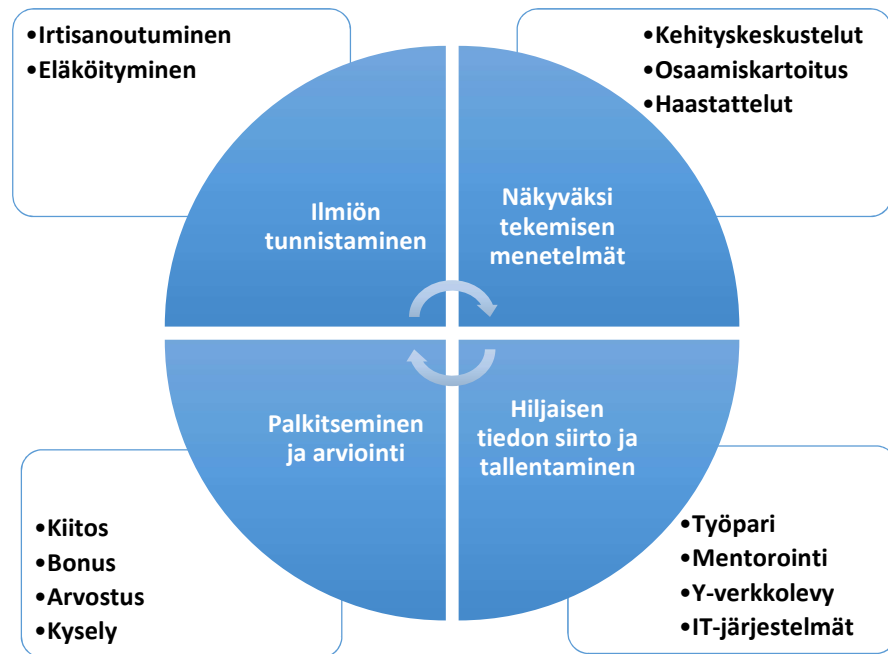 •Irtisanoutuminen
•Eläköityminen
•Kehityskeskustelut
•Osaamiskartoitus
•Haastattelut
Ilmiön
tunnistaminen
Näkyväksi
tekemisen
menetelmät
Palkitseminen
ja arviointi
Hiljaisen
tiedon siirto ja
tallentaminen
•Kiitos
•Bonus
•Arvostus
•Kysely
•Työpari
•Mentorointi
•Y-verkkolevy
•IT-järjestelmät